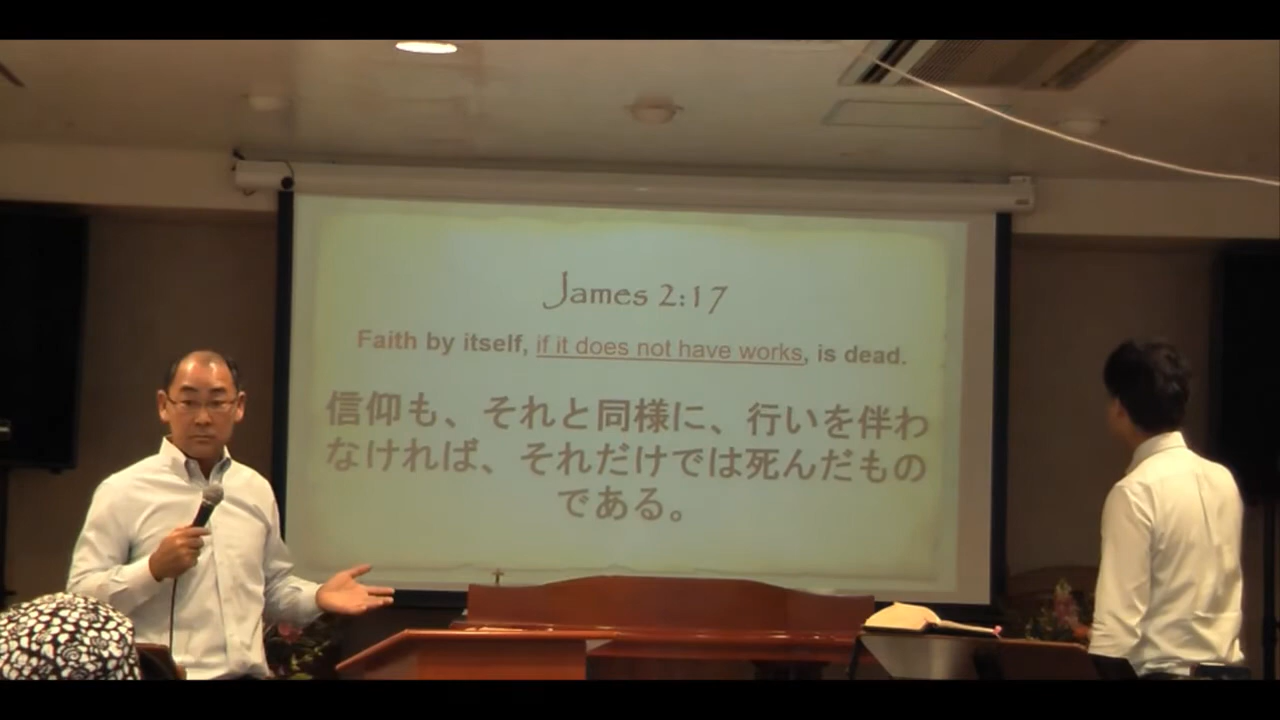 James 2:17
Faith by itself, if it does not have works, is dead.
信仰も、それと同様に、行いを伴わ
なければ、それだけでは死んだもの
である。